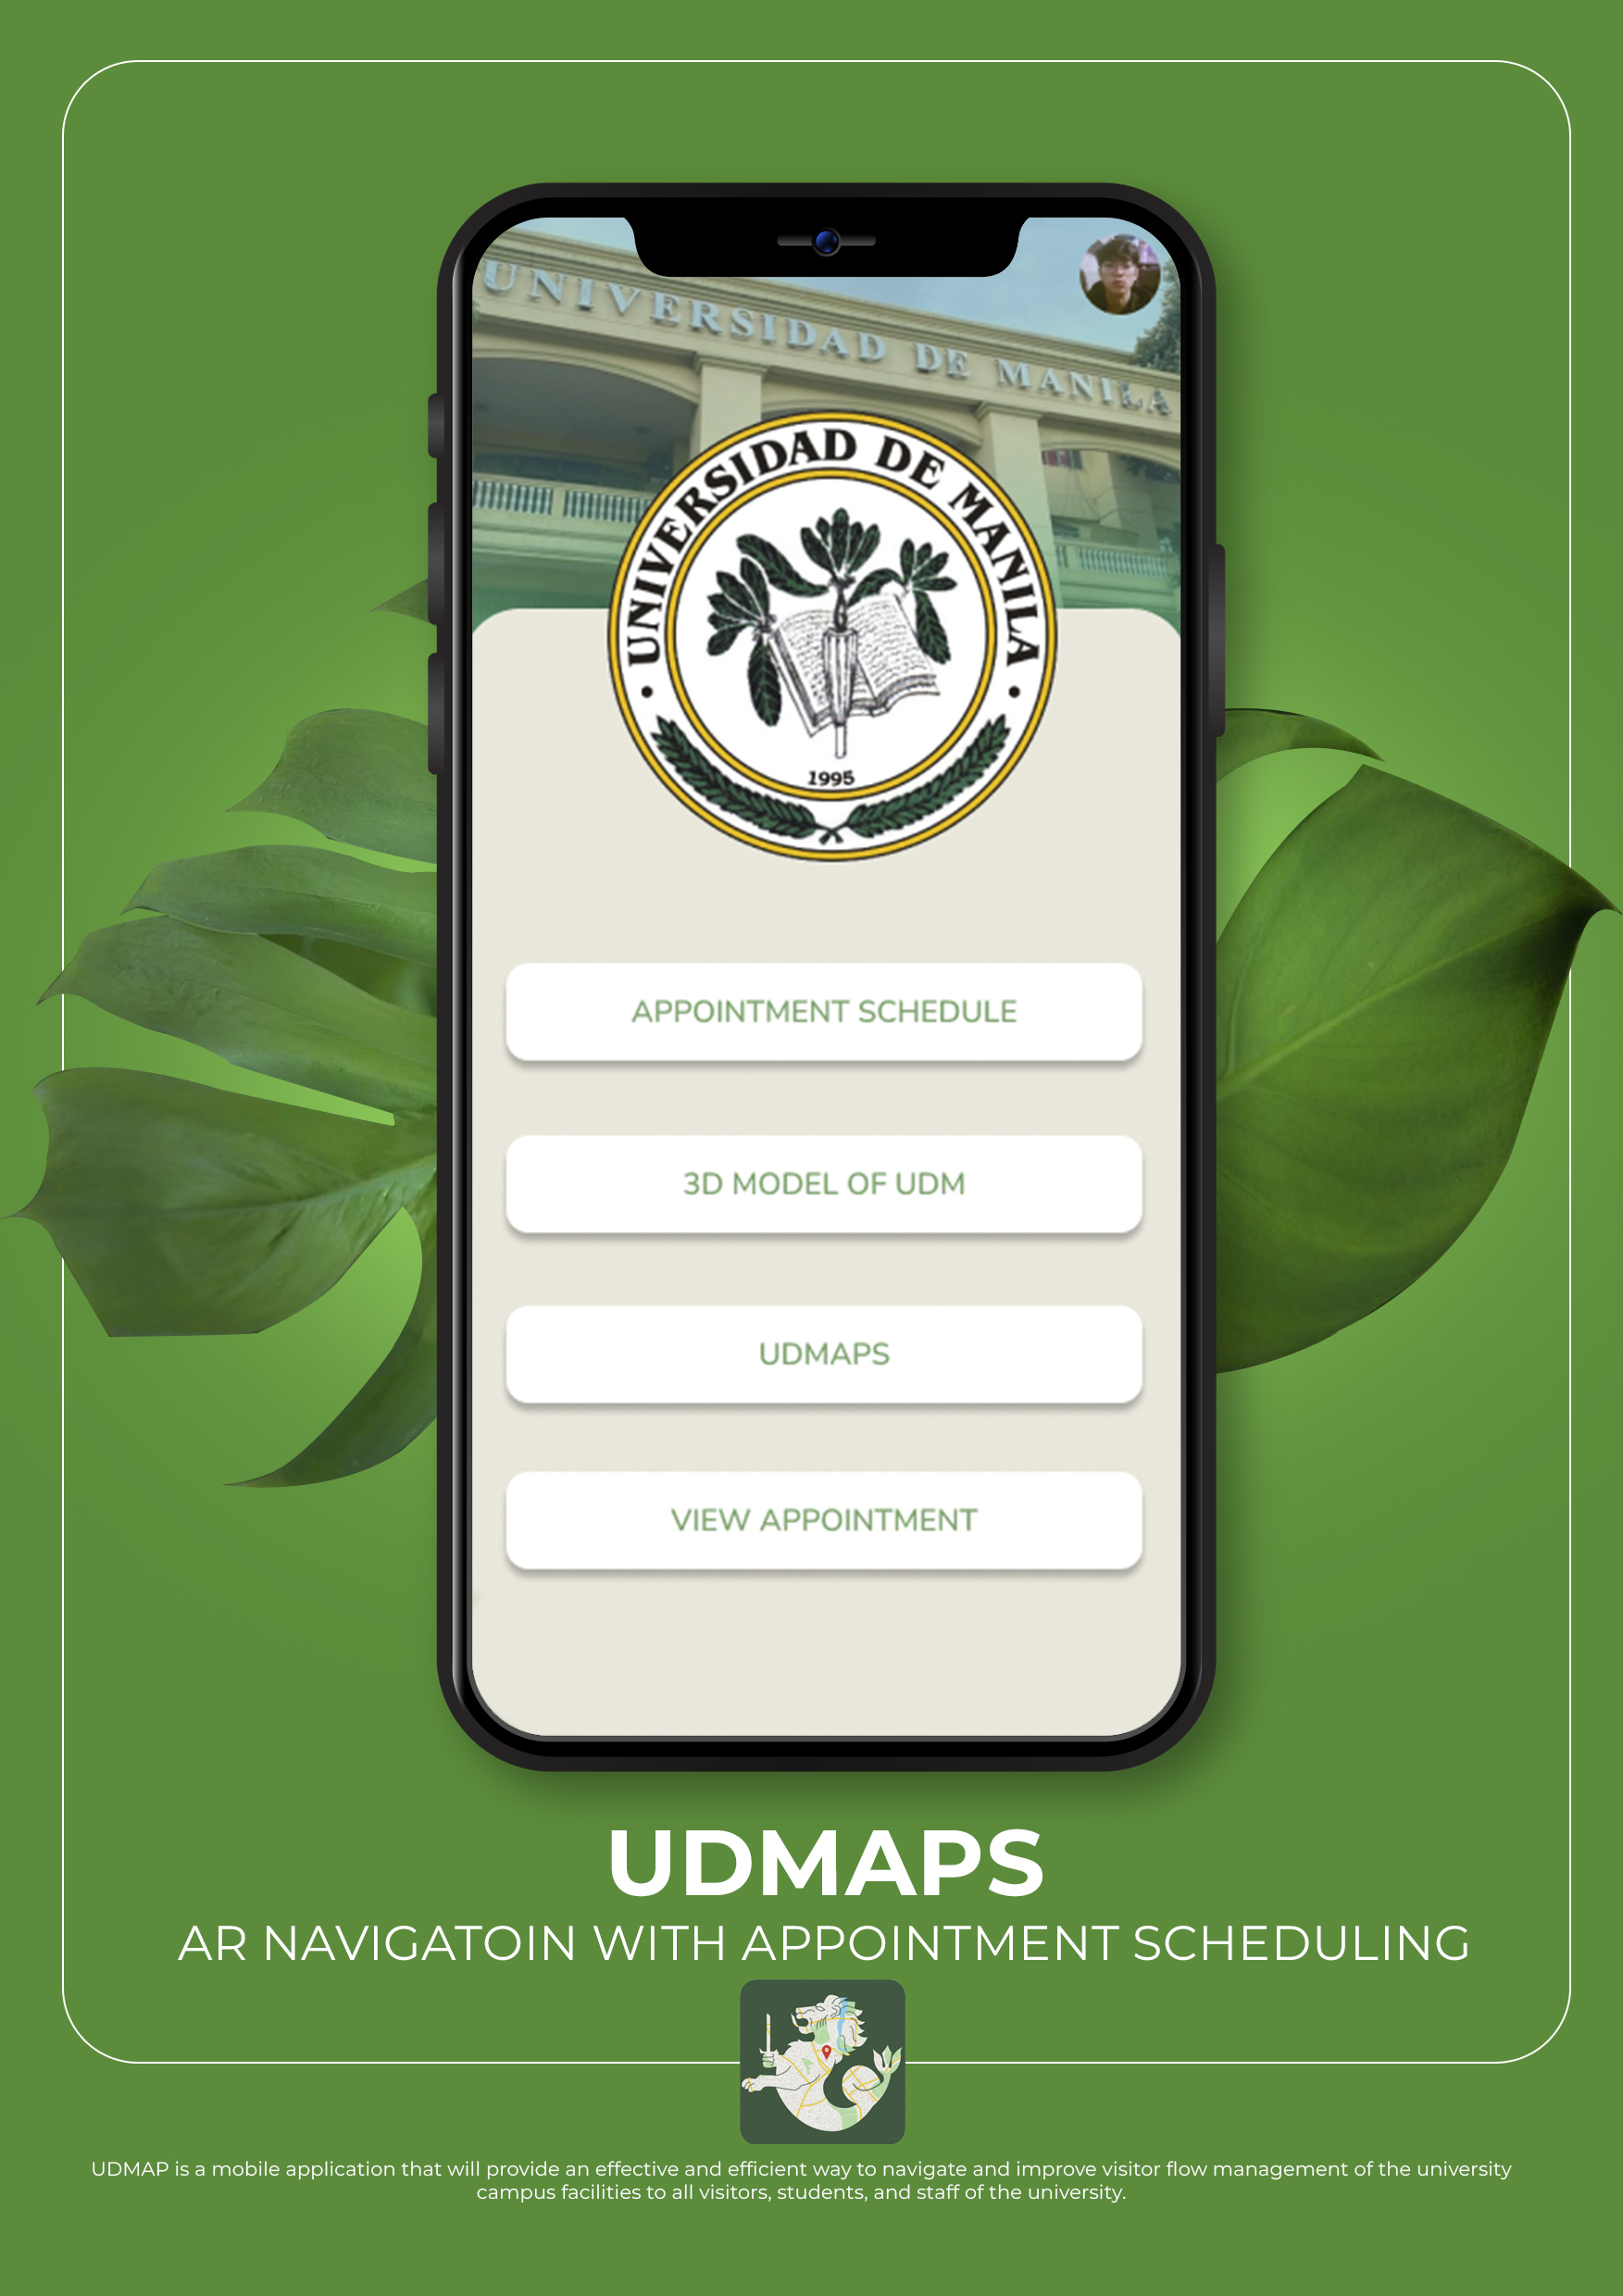 UNIVERSIDAD DE MANILA
UNIVERSIDAD DE MANILA
1995
APPOINTMENT SCHEDULE
3D MODEL OF UDM
UDMAPS
VIEW APPOINTMENT
UDMAPS
AR NAVIGATOIN WITH APPOINTMENT SCHEDULING
UDMAP is a mobile application that will provide an effective and efficient way to navigate and improve visitor flow management of the university
campus facilities to all visitors, students, and staff of the university.